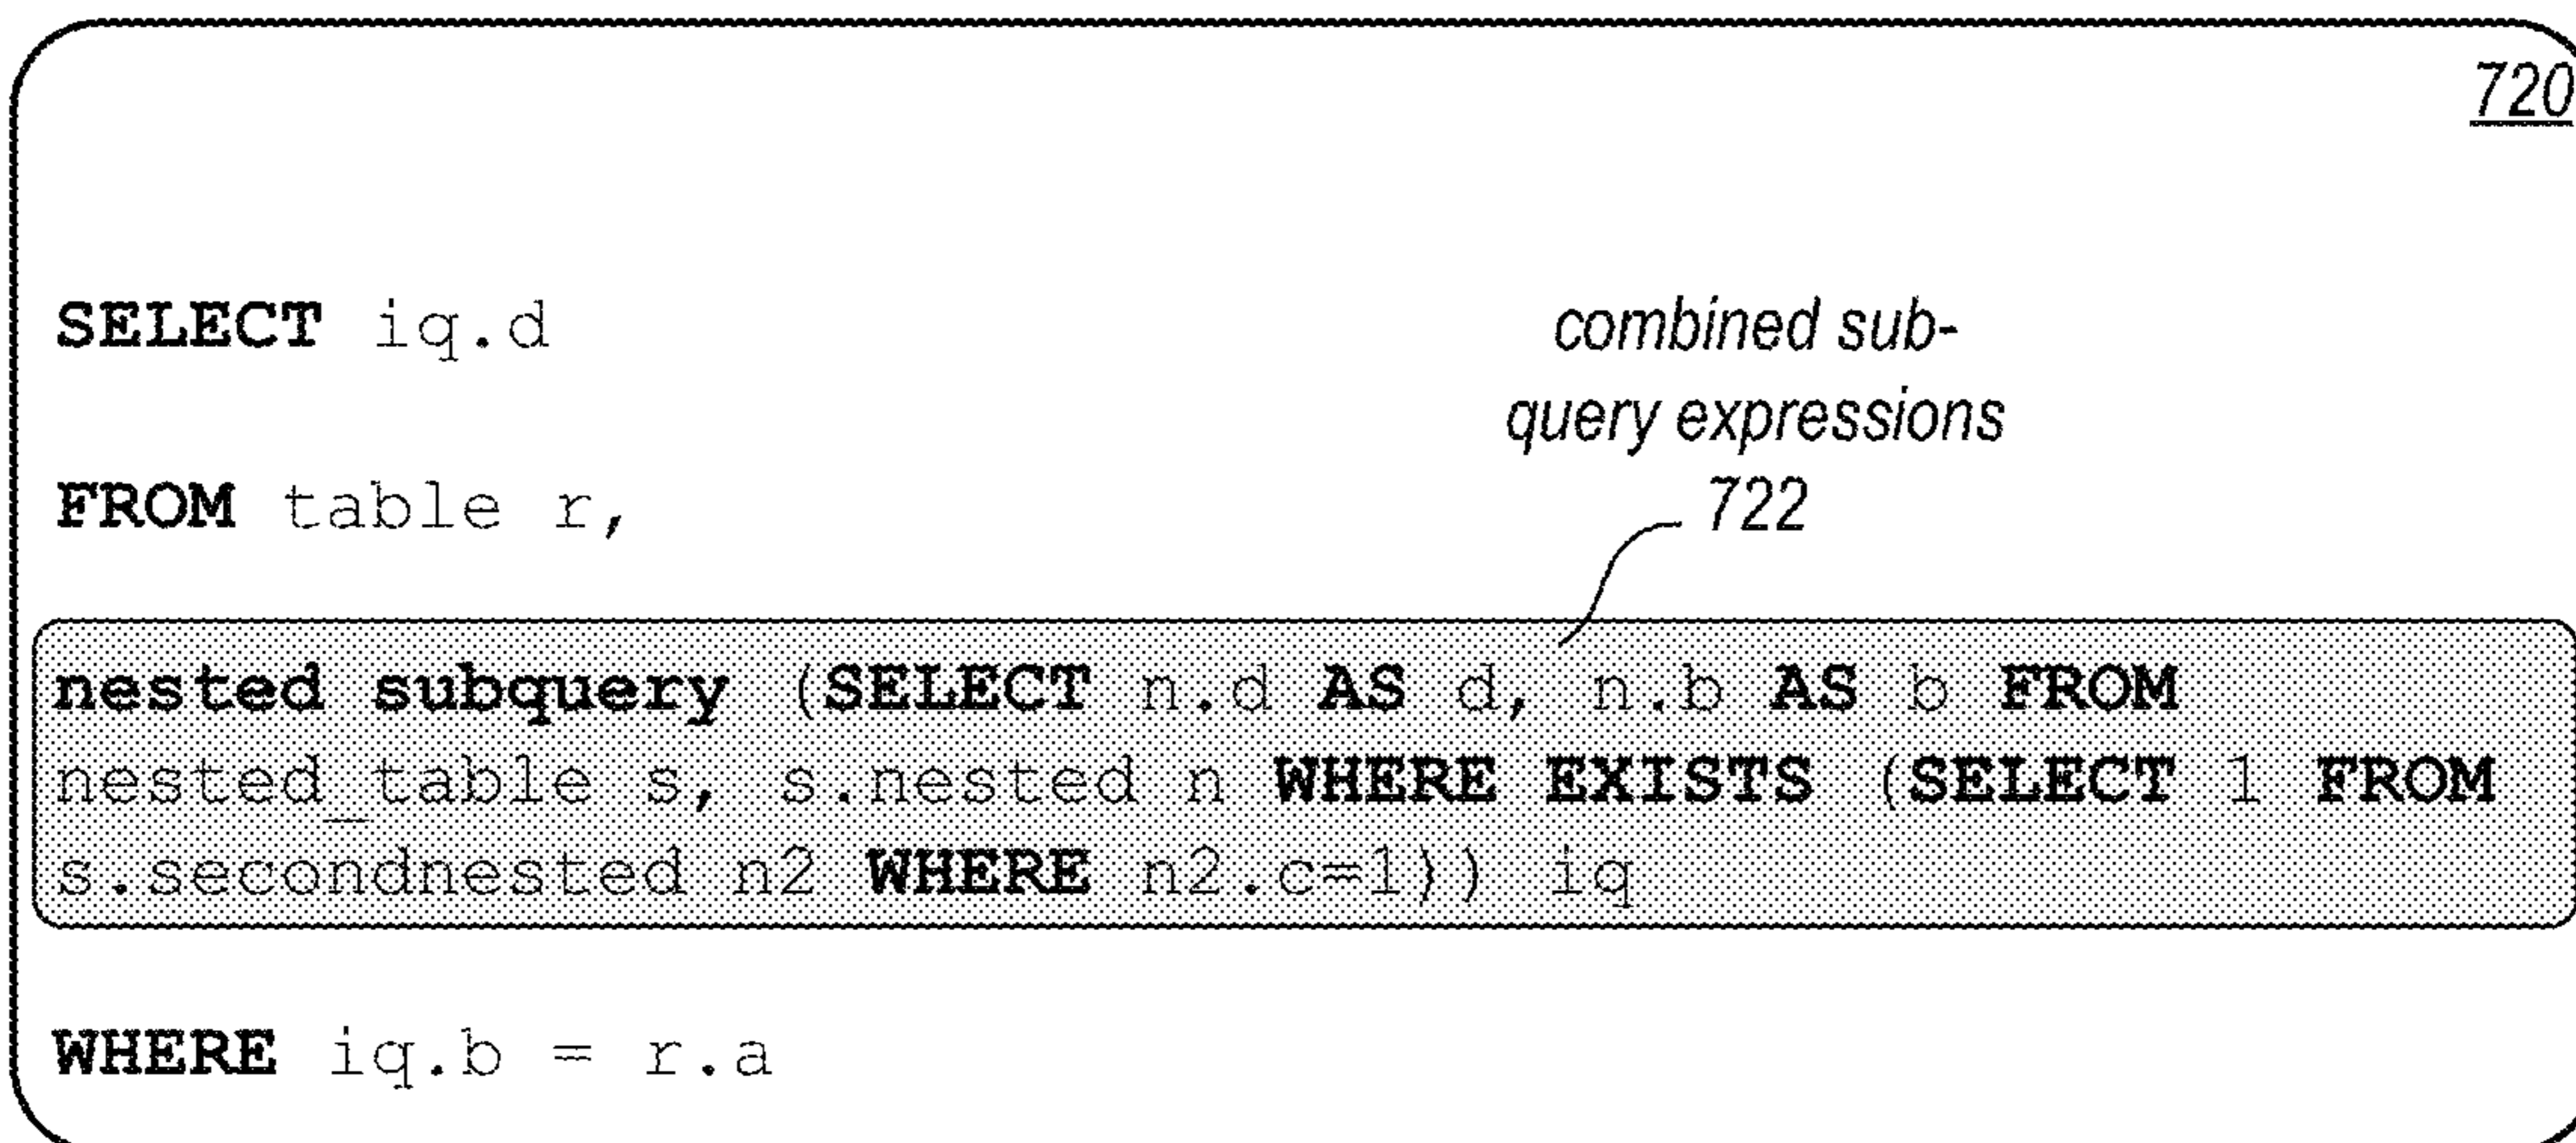 720
SELECT iq.d
combined sub-
query expressions
722
FROM table r,
nested subquery (SELECT n.d AS d, n.b AS b FROM
nested_table s, s.nested n WHERE EXISTS (SELECT 1 FROM
s.secondnested n2 WHERE n2.c=1)) iq
WHERE iq.b = r.a